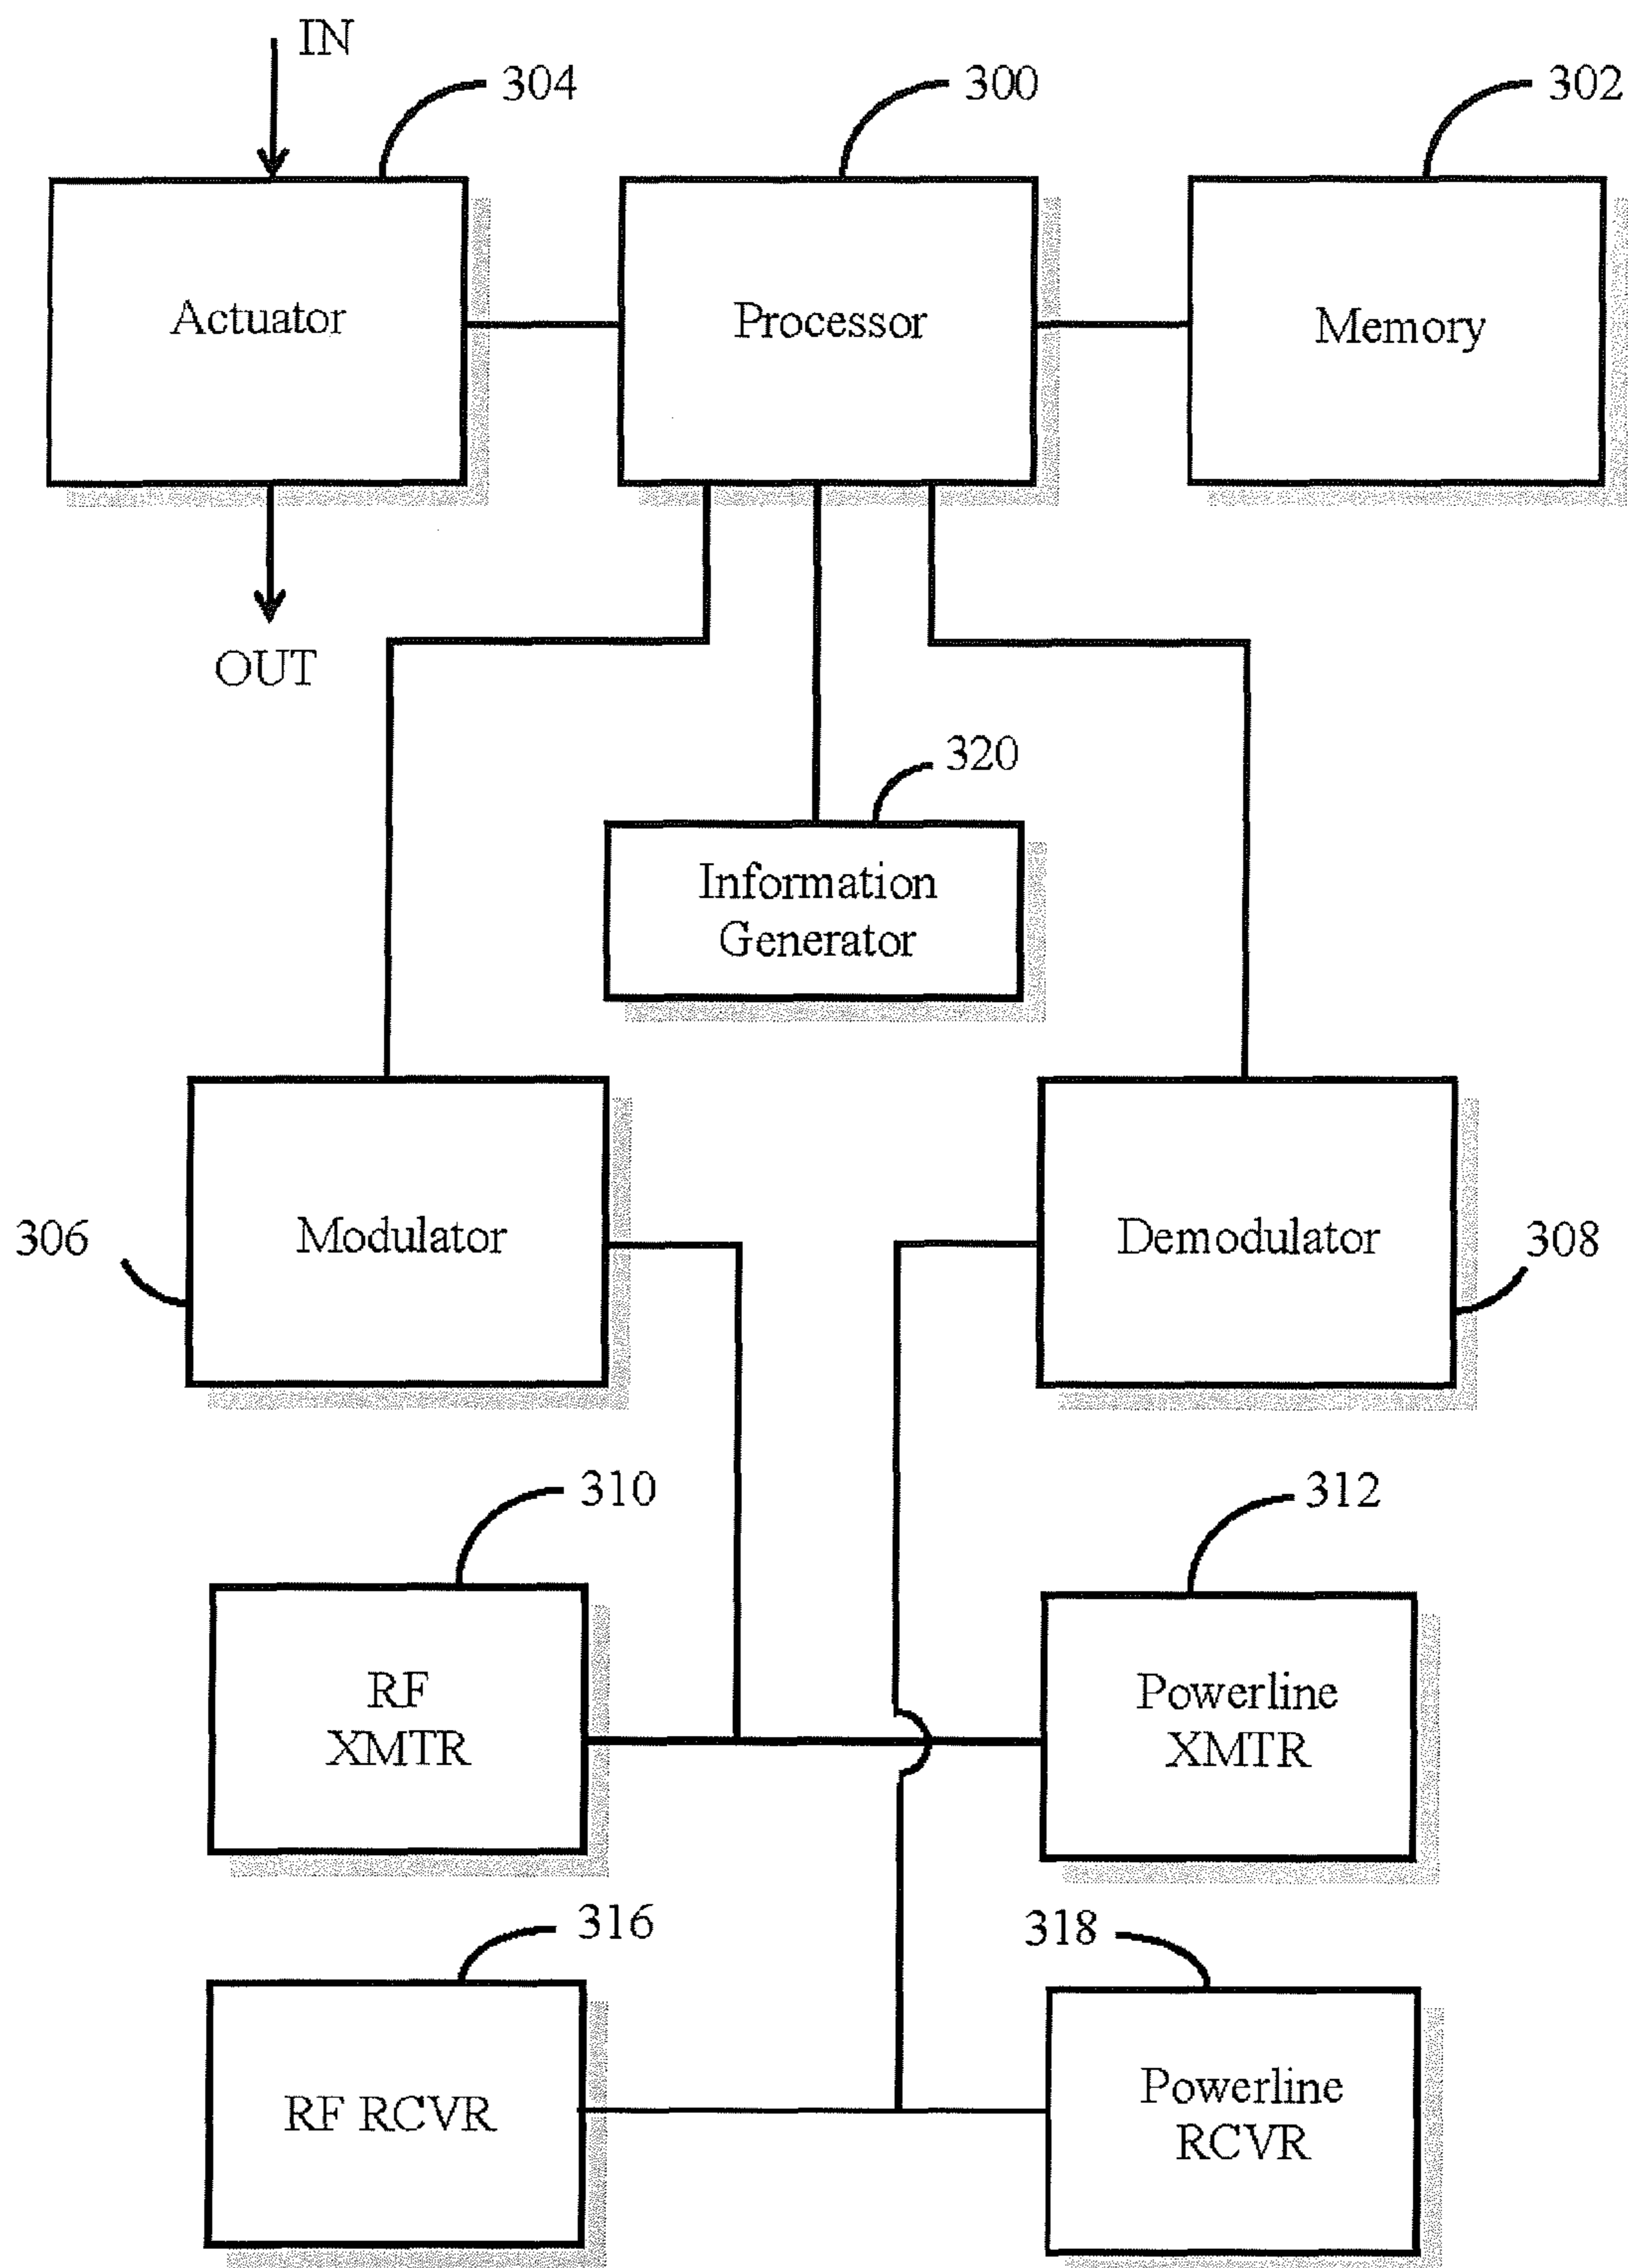 IN
304
300
302
Actuator
Processor
Memory
OUT
320
Information
Generator
306
Modulator
Demodulator
308
310
312
RF
XMTR
Powerline
XMTR
316
318
RF RCVR
Powerline
RCVR